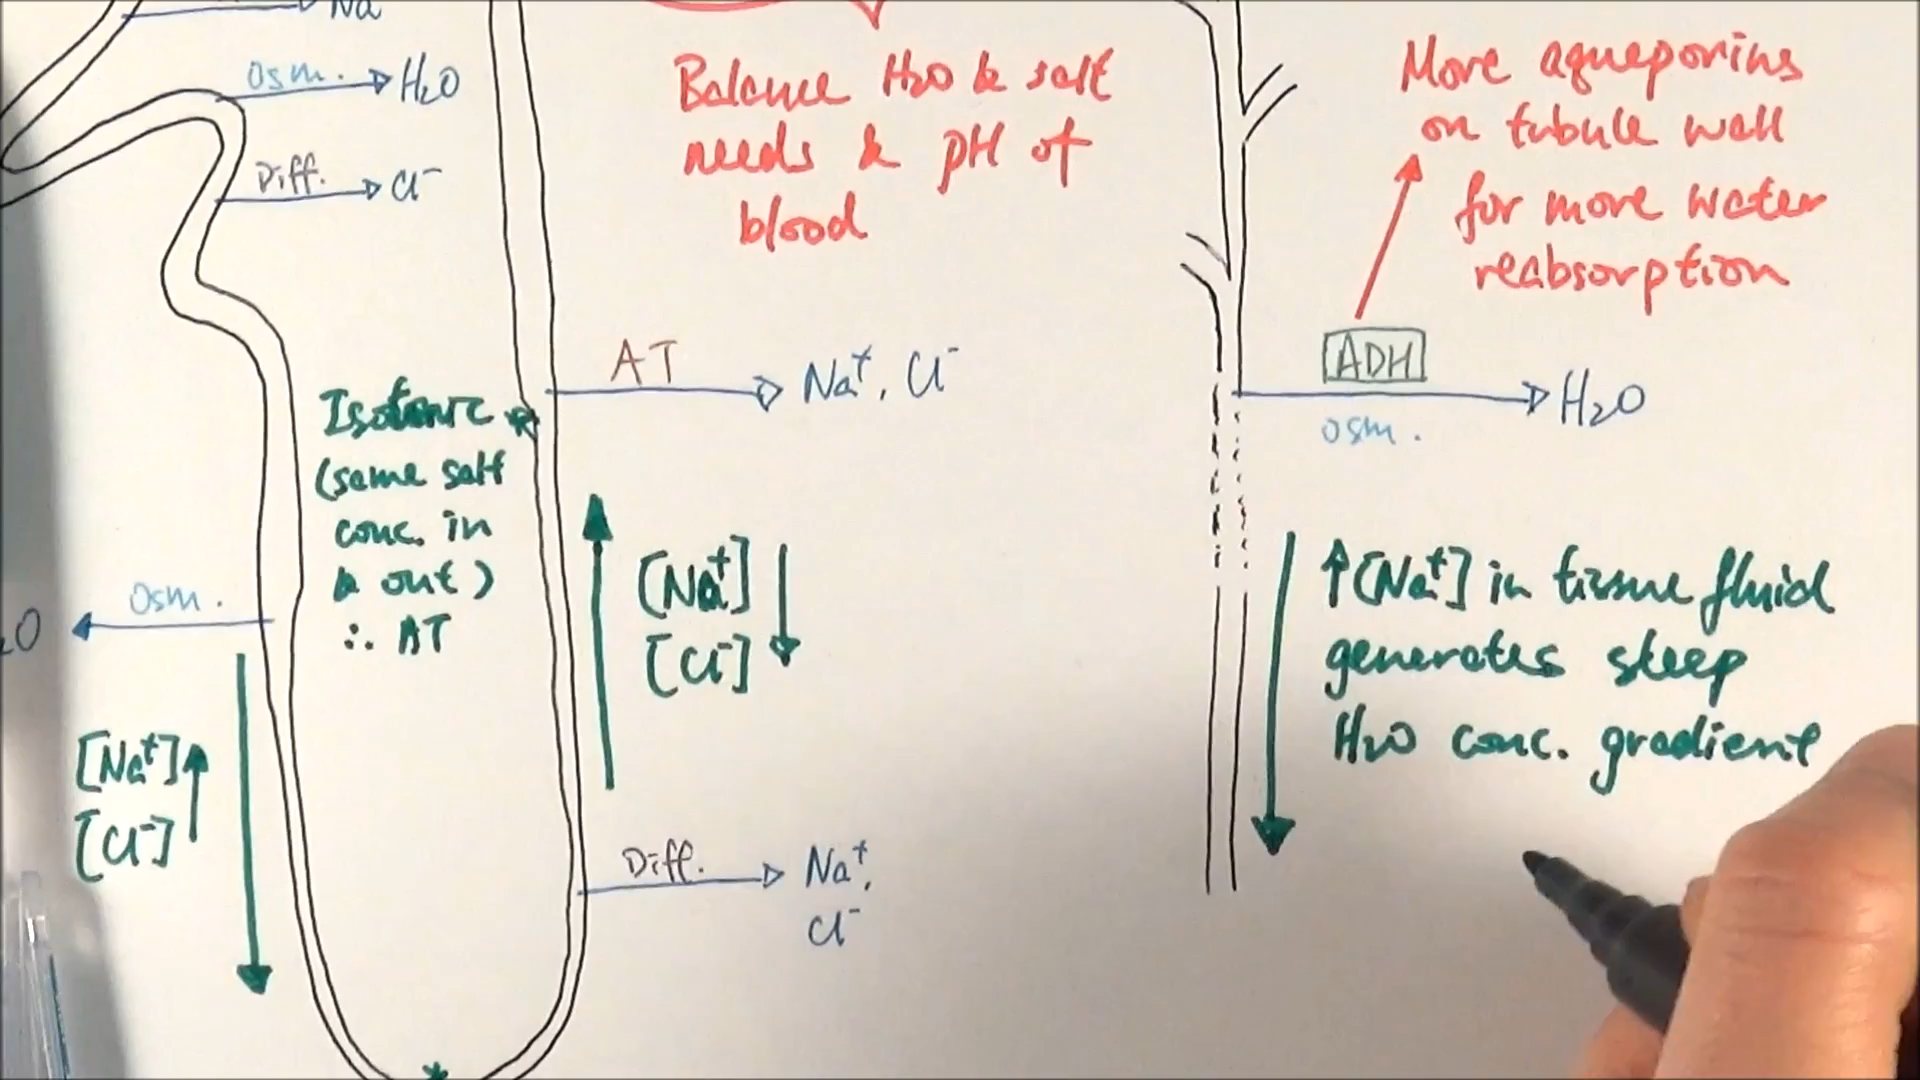 Na
Osm. H₂O
Diff. Cl⁻
Balance H₂O & salt
needs & pH of
blood
More aquaporins
on tubule wall
for more water
reabsorption
AT Na⁺, Cl⁻
ADH
osm. H₂O
Isotonic *
(same salt
conc. in
& out)
∴ AT
Osm.
₂O
[Na⁺] ↑
[Cl⁻]
[Na⁺] ↓
[Cl⁻]
Diff. Na⁺,
Cl⁻
↑[Na⁺] in tissue fluid
generates steep
H₂O conc. gradient
*